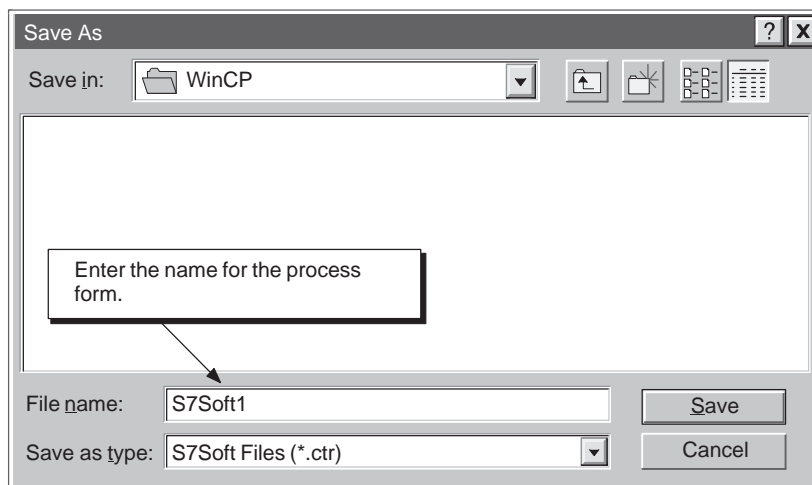 Save As
? X
Save in: WinCP
Enter the name for the process
form.
File name: S7Soft1 Save
Save as type: S7Soft Files (*.ctr) Cancel